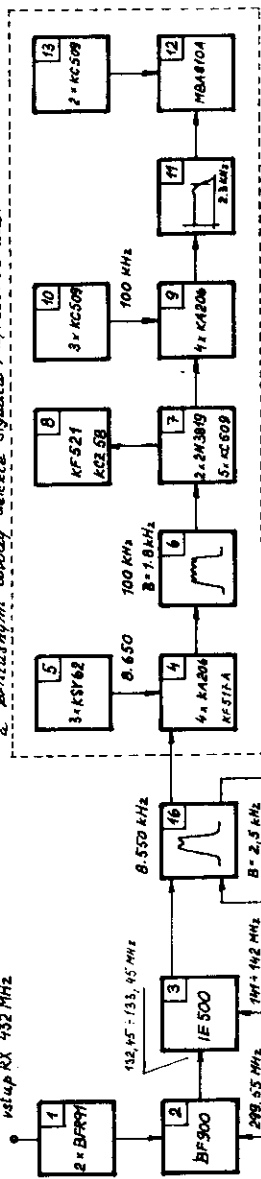 vstup RX 432 MHz
1
2 × BFR91
2
BF900
299.55 MHz
132,45 ÷ 133,45 MHz
3
IE 500
141 ÷ 142 MHz
8.550 kHz
16
B = 2,5 kHz
5
3 × KSY62
8.650
4
4 × KA206
KF517A
100 kHz
B = 1.8 kHz
6
8
KF521
KCZ58
7
2 × 2N3819
5 × KC509
10
3 × KC509
100 kHz
9
4 × KA206
11
2.3 kHz
13
2 × KC509
12
MBA810A